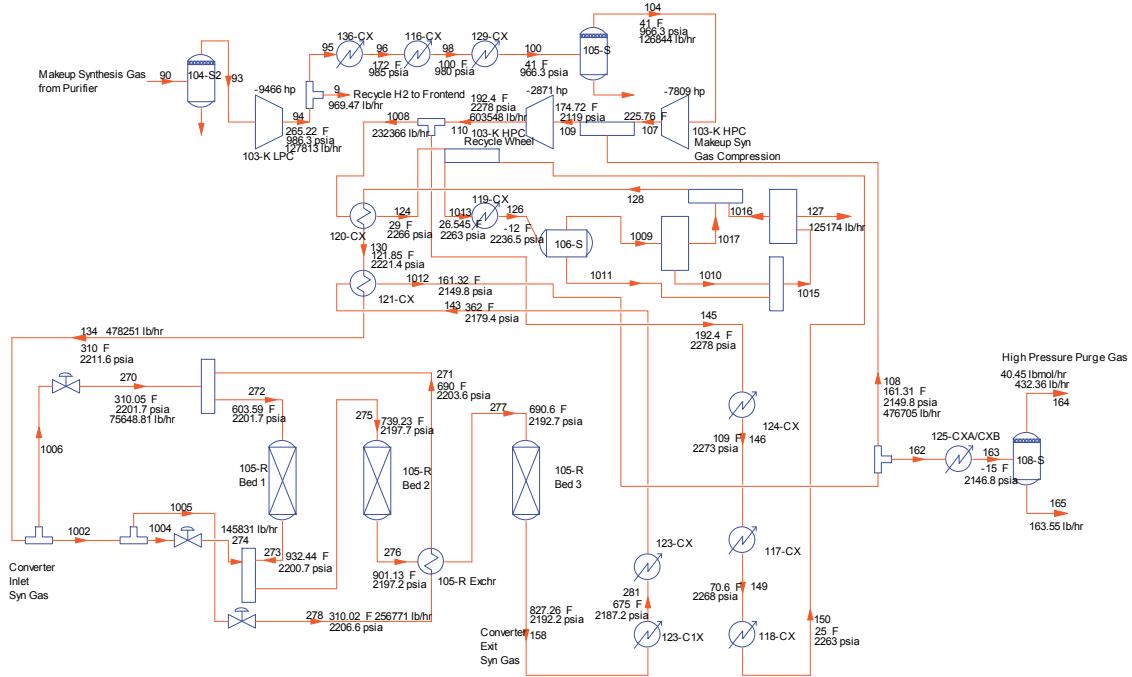 104
41 F
966.3 psia
126844 lb/hr
95
136-CX
96
172 F
985 psia
116-CX
98
100 F
980 psia
129-CX
100
41 F
966.3 psia
105-S
Makeup Synthesis Gas
from Purifier
90
104-S2
93
-9466 hp
9
Recycle H2 to Frontend
969.47 lb/hr
94
265.22 F
986.3 psia
127813 lb/hr
103-K LPC
1008
232366 lb/hr
192.4 F
2278 psia
603548 lb/hr
110
-2871 hp
103-K HPC
Recycle Wheel
174.72 F
2119 psia
109
225.76 F
107
-7809 hp
103-K HPC
Makeup Syn
Gas Compression
120-CX
124
29 F
2266 psia
1013
26.545 F
2263 psia
119-CX
126
-12 F
2236.5 psia
106-S
1009
1011
1010
1017
128
1016
127
125174 lb/hr
1015
130
121.85 F
2221.4 psia
121-CX
1012
161.32 F
2149.8 psia
143
362 F
2179.4 psia
145
192.4 F
2278 psia
134
478251 lb/hr
310 F
2211.6 psia
270
310.05 F
2201.7 psia
75648.81 lb/hr
1006
272
603.59 F
2201.7 psia
271
690 F
2203.6 psia
275
739.23 F
2197.7 psia
277
690.6 F
2192.7 psia
105-R
Bed 1
105-R
Bed 2
105-R
Bed 3
124-CX
109 F
2273 psia
146
108
161.31 F
2149.8 psia
476705 lb/hr
High Pressure Purge Gas
40.45 lbmol/hr
432.36 lb/hr
164
162
125-CXA/CXB
163
-15 F
2146.8 psia
108-S
165
163.55 lb/hr
1002
1005
1004
145831 lb/hr
274
273
932.44 F
2200.7 psia
276
901.13 F
2197.2 psia
105-R Exchr
278
310.02 F
256771 lb/hr
2206.6 psia
Converter
Inlet
Syn Gas
827.26 F
2192.2 psia
158
Converter
Exit
Syn Gas
123-CX
281
675 F
2187.2 psia
123-C1X
117-CX
70.6 F
2268 psia
149
118-CX
150
25 F
2263 psia